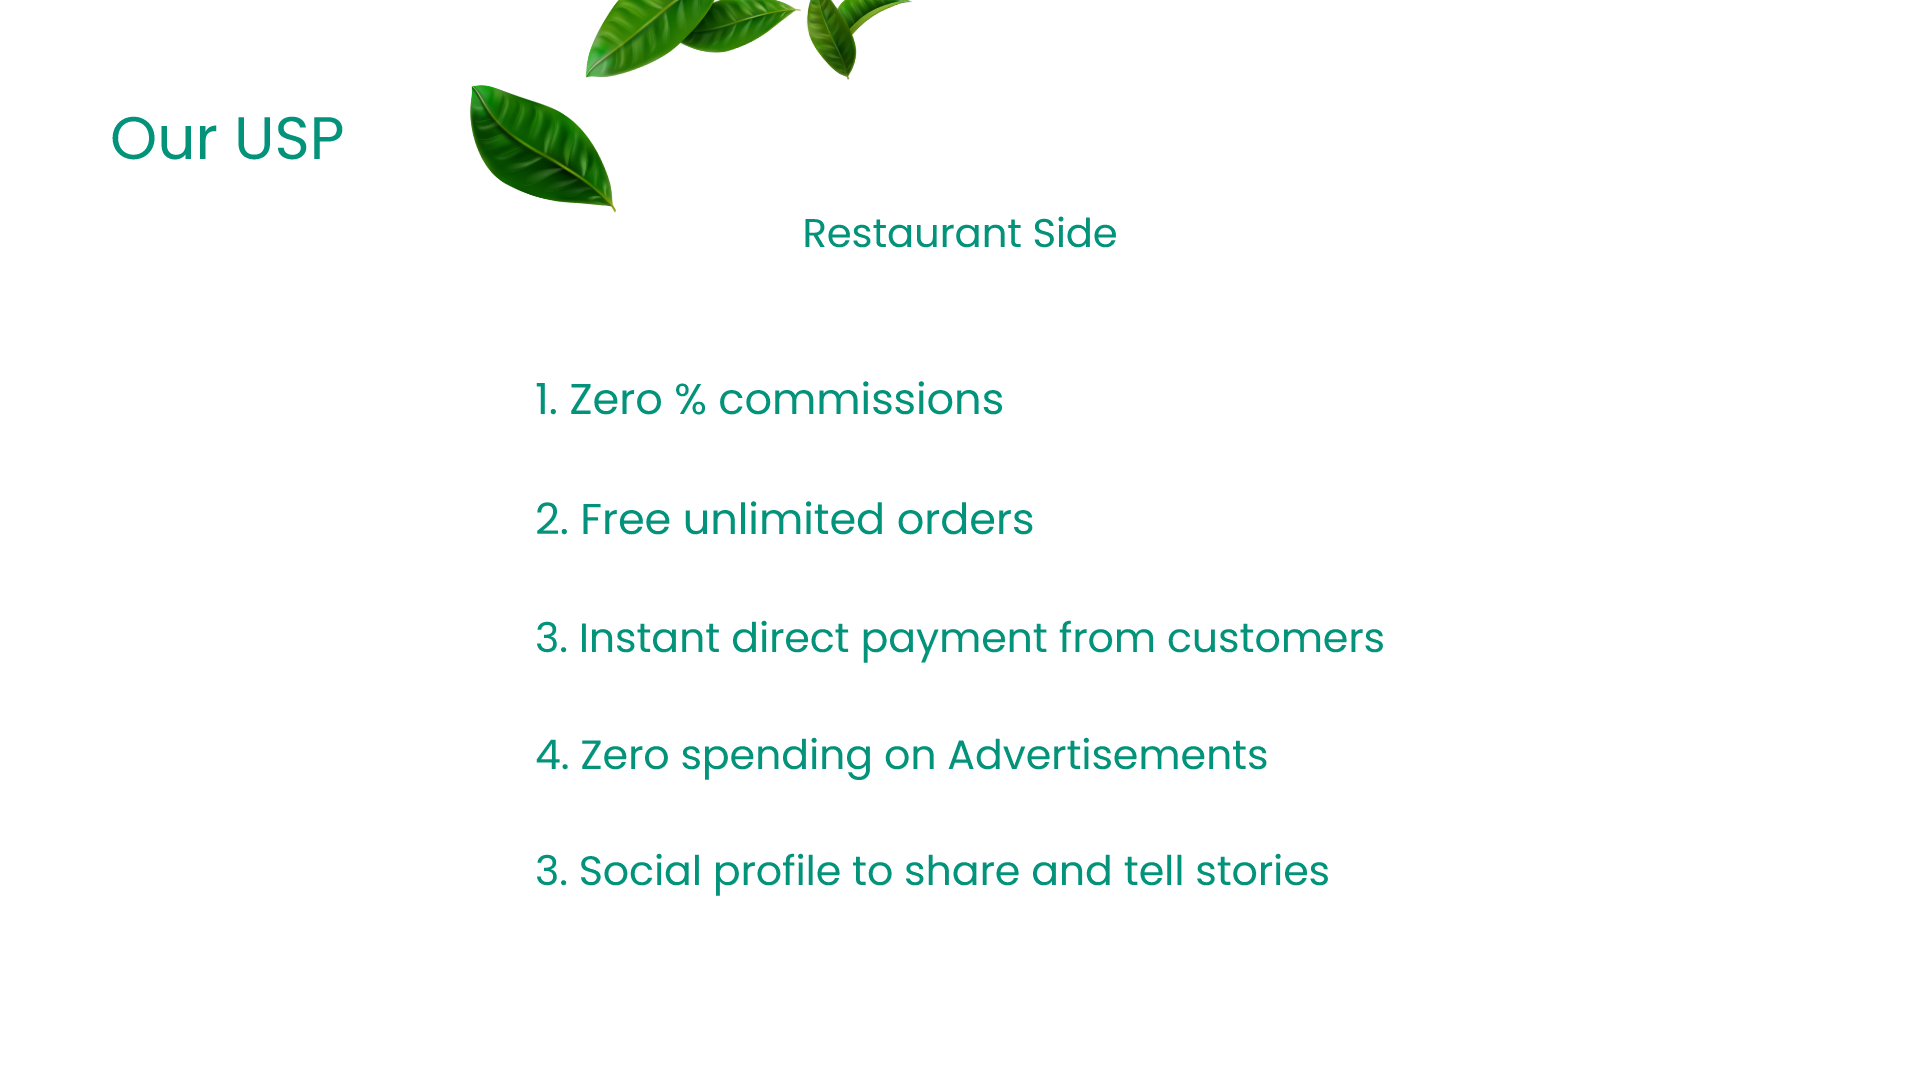 Our USP
Restaurant Side
1. Zero % commissions
2. Free unlimited orders
3. Instant direct payment from customers
4. Zero spending on Advertisements
3. Social profile to share and tell stories